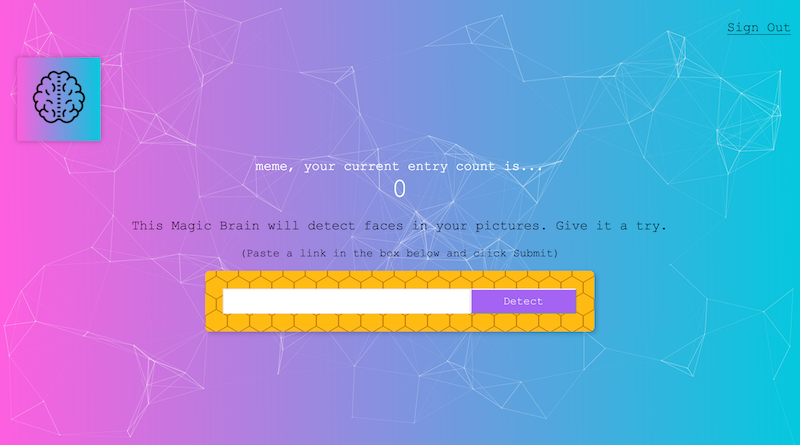 Sign Out
meme, your current entry count is...
0
This Magic Brain will detect faces in your pictures. Give it a try.
(Paste a link in the box below and click Submit)
Detect